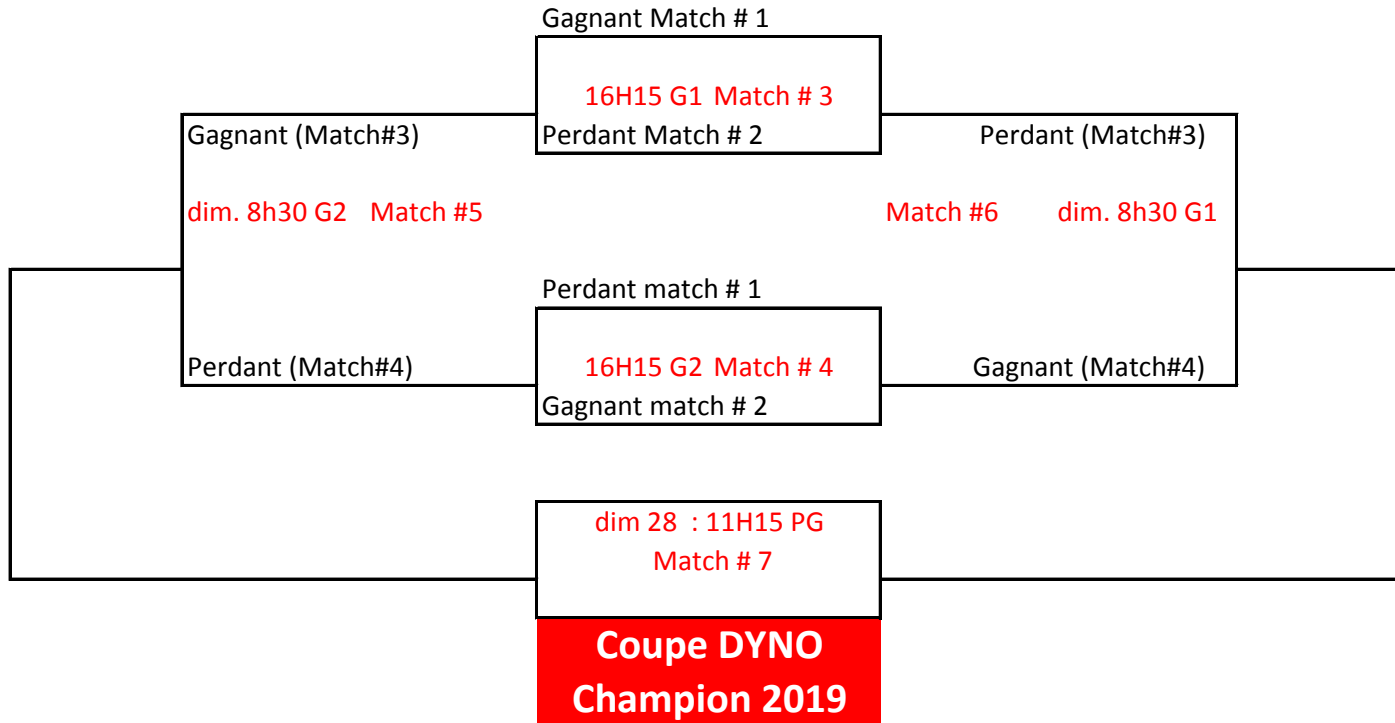 Gagnant Match # 1
16H15 G1 Match # 3
Gagnant (Match#3)
Perdant Match # 2
Perdant (Match#3)
dim. 8h30 G2 Match #5
Match #6 dim. 8h30 G1
Perdant match # 1
Perdant (Match#4)
16H15 G2 Match # 4
Gagnant (Match#4)
Gagnant match # 2
dim 28 : 11H15 PG
Match # 7
Coupe DYNO
Champion 2019